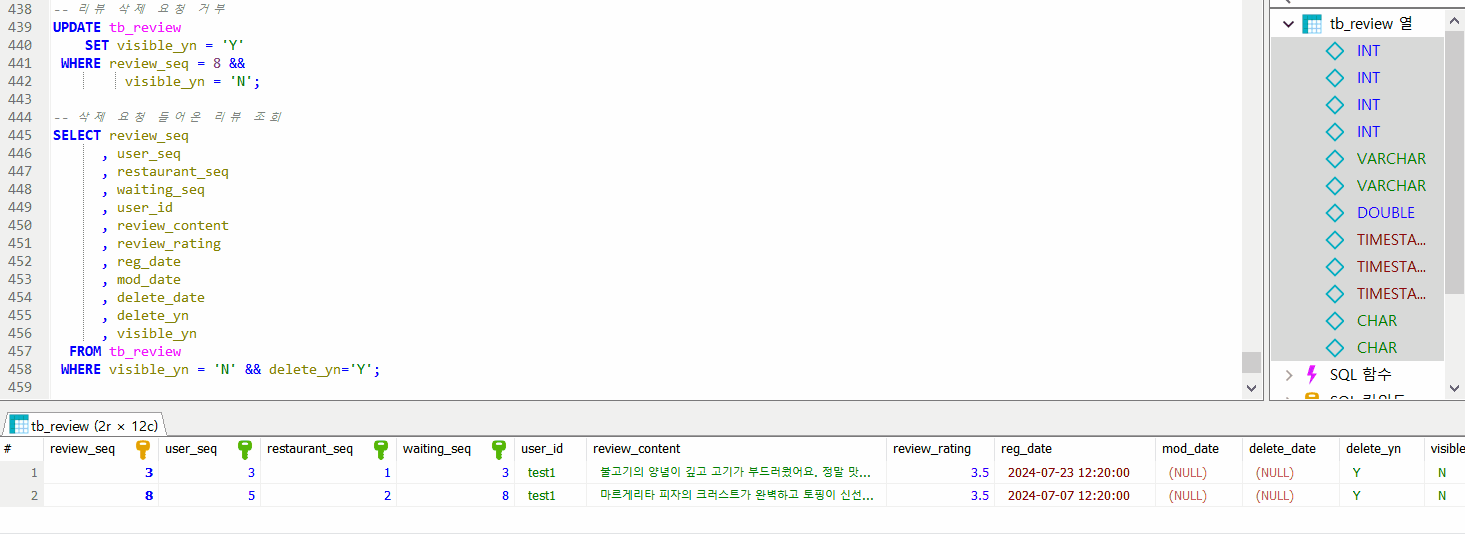 438 -- 리뷰 삭제 요청 거부
439 UPDATE tb_review
440 SET visible_yn = 'Y'
441 WHERE review_seq = 8 &&
442 visible_yn = 'N';
443
444 -- 삭제 요청 들어온 리뷰 조회
445 SELECT review_seq
446 , user_seq
447 , restaurant_seq
448 , waiting_seq
449 , user_id
450 , review_content
451 , review_rating
452 , reg_date
453 , mod_date
454 , delete_date
455 , delete_yn
456 , visible_yn
457 FROM tb_review
458 WHERE visible_yn = 'N' && delete_yn='Y';
459
tb_review 열
INT
INT
INT
INT
VARCHAR
VARCHAR
DOUBLE
TIMESTA...
TIMESTA...
TIMESTA...
CHAR
CHAR
SQL 함수
tb_review (2r × 12c)
# review_seq user_seq restaurant_seq waiting_seq user_id review_content review_rating reg_date mod_date delete_date delete_yn visible
1 3 3 1 3 test1 불고기의 양념이 깊고 고기가 부드러웠어요. 정말 맛... 3.5 2024-07-23 12:20:00 (NULL) (NULL) Y N
2 8 5 2 8 test1 마르게리타 피자의 크러스트가 완벽하고 토핑이 신선... 3.5 2024-07-07 12:20:00 (NULL) (NULL) Y N